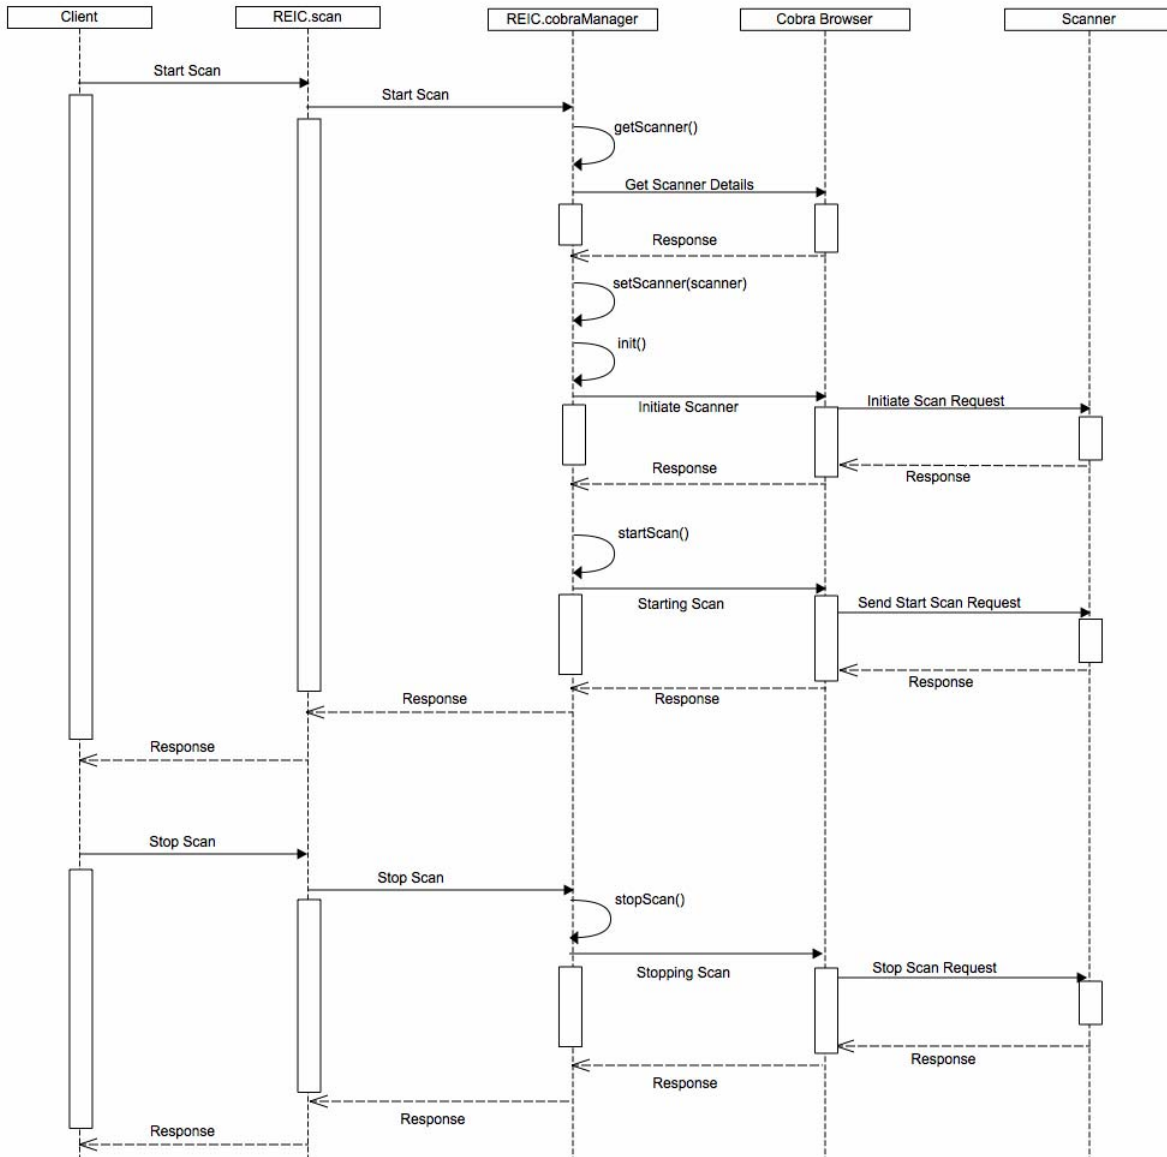 Client
REIC.scan
REIC.cobraManager
Cobra Browser
Scanner
Start Scan
Start Scan
getScanner()
Get Scanner Details
Response
setScanner(scanner)
init()
Initiate Scanner
Initiate Scan Request
Response
Response
startScan()
Starting Scan
Send Start Scan Request
Response
Response
Response
Response
Stop Scan
Stop Scan
stopScan()
Stopping Scan
Stop Scan Request
Response
Response
Response
Response